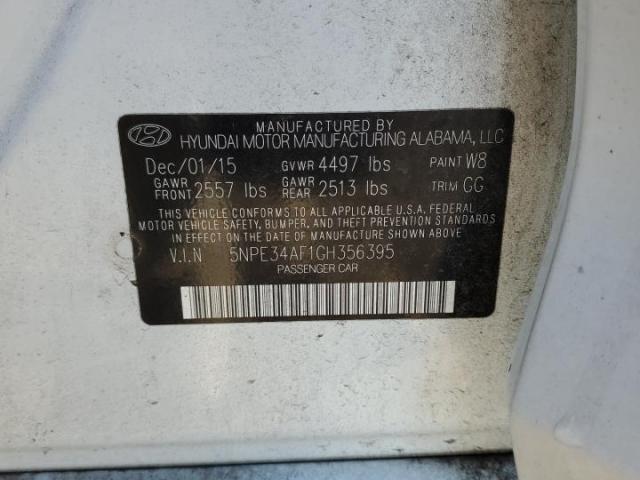 MANUFACTURED BY
HYUNDAI MOTOR MANUFACTURING ALABAMA, LLC
Dec/01/15 GVWR 4497 lbs PAINT W8
GAWR FRONT 2557 lbs GAWR REAR 2513 lbs TRIM GG
THIS VEHICLE CONFORMS TO ALL APPLICABLE U.S.A. FEDERAL
MOTOR VEHICLE SAFETY, BUMPER, AND THEFT PREVENTION STANDARDS
IN EFFECT ON THE DATE OF MANUFACTURE SHOWN ABOVE
V.I.N 5NPE34AF1GH356395
PASSENGER CAR